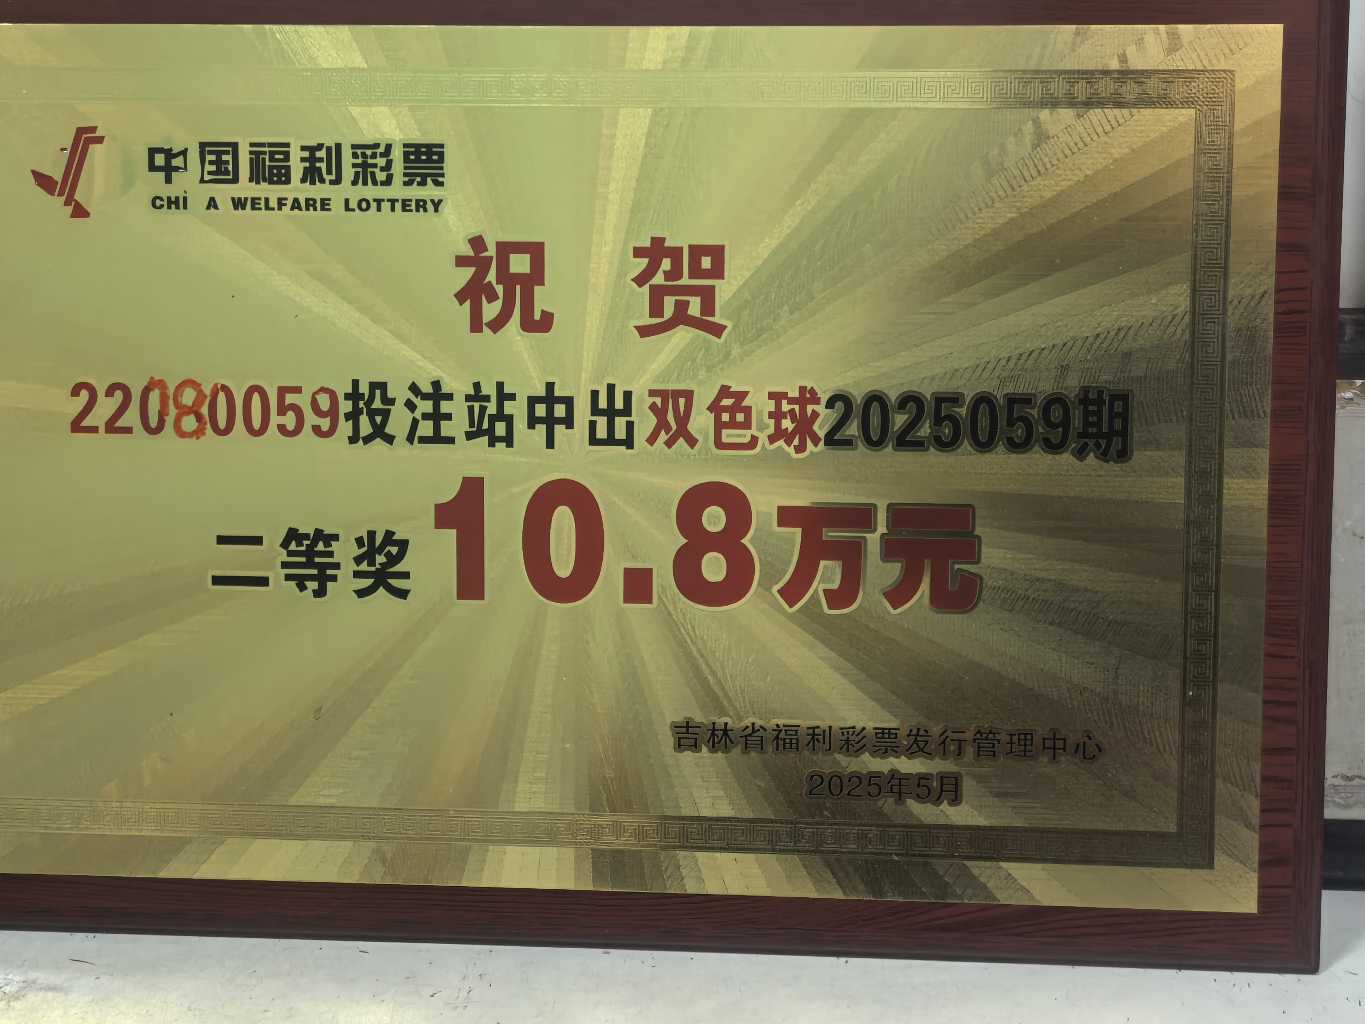 中国福利彩票
CHI A WELFARE LOTTERY
祝贺
22080059投注站中出双色球2025059期
二等奖10.8万元
吉林省福利彩票发行管理中心
2025年5月